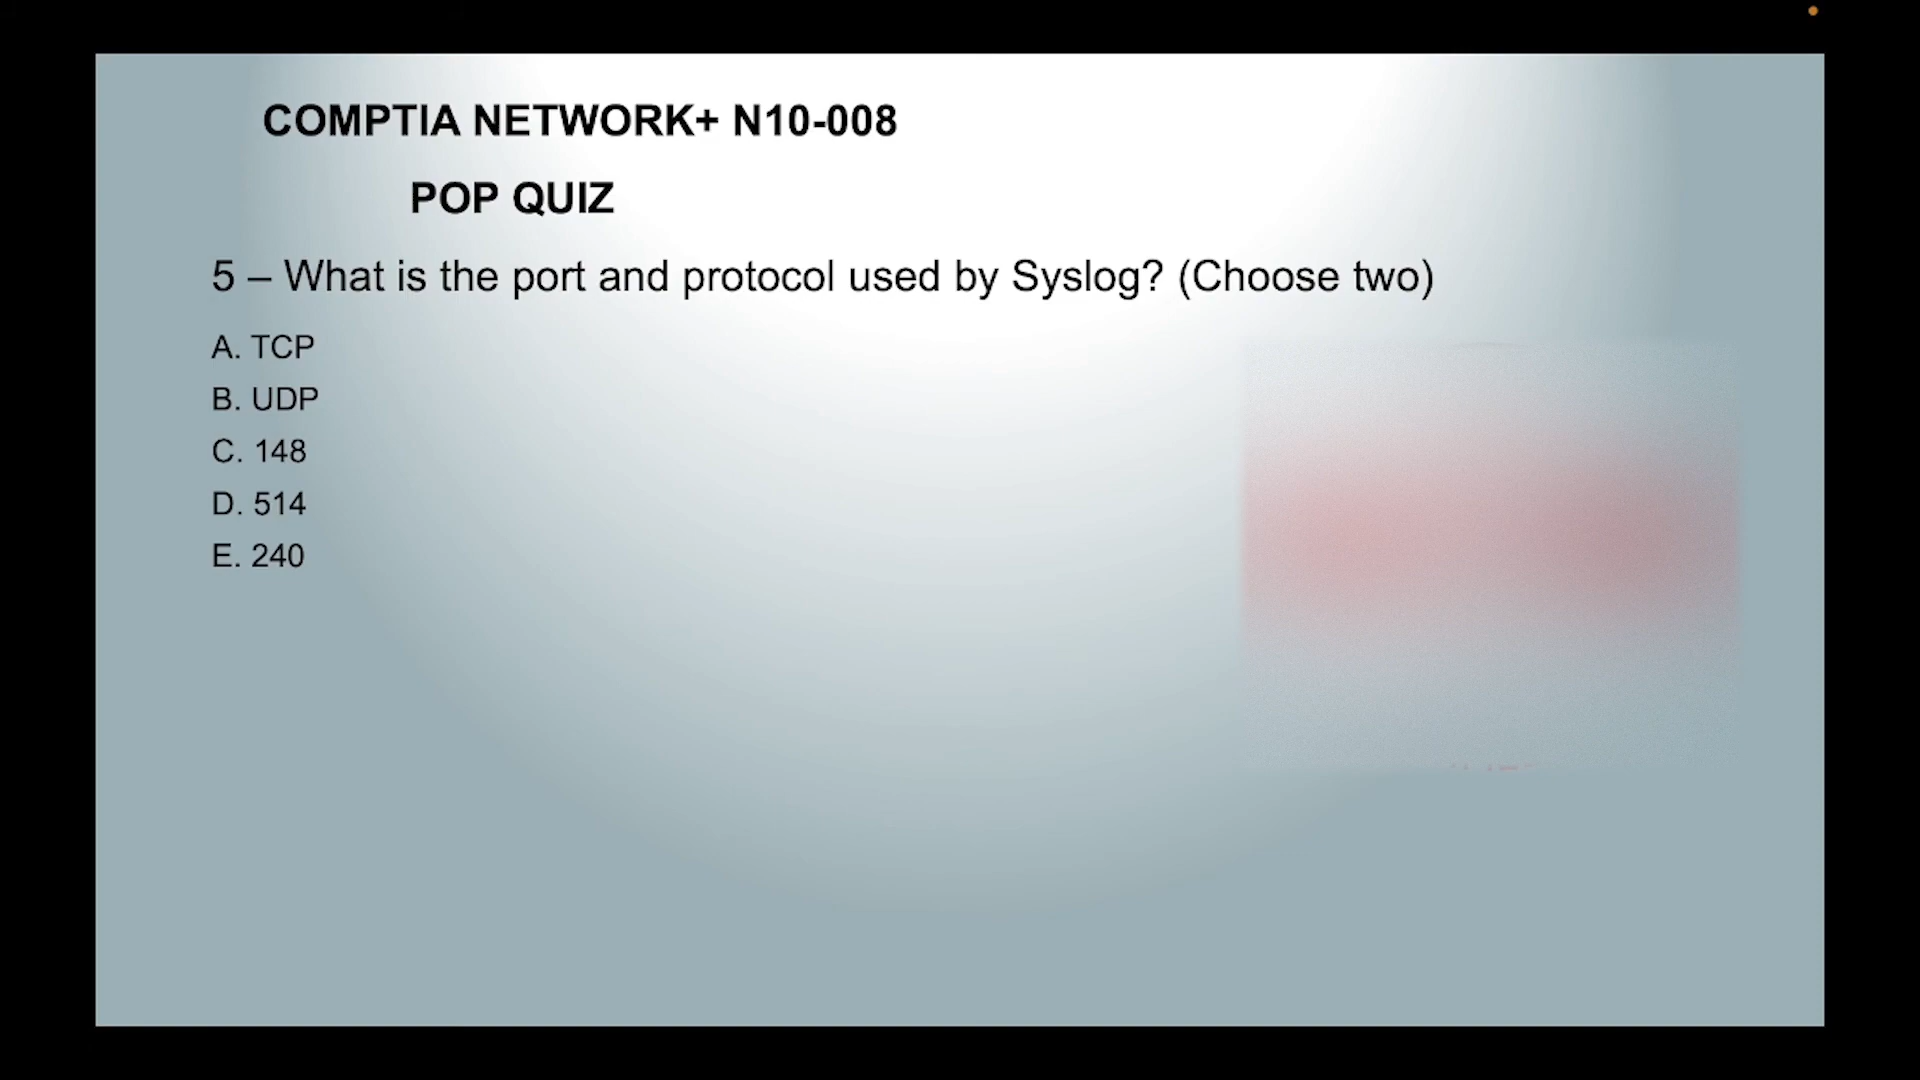 COMPTIA NETWORK+ N10-008
POP QUIZ
5 – What is the port and protocol used by Syslog? (Choose two)
A. TCP
B. UDP
C. 148
D. 514
E. 240